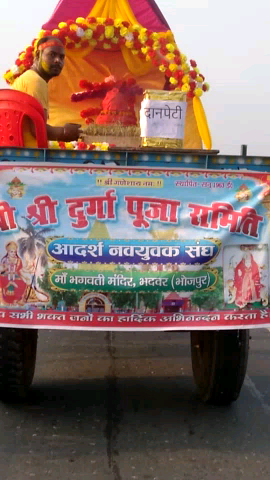 दानपेटी
!! श्री गणेशाय नमः !!
श्री श्री दुर्गा पूजा समिति
आदर्श नवयुवक संघ
माँ भगवती मंदिर, भदवर (भोजपुर)
सभी भक्त जनों का हार्दिक अभिनन्दन करता है